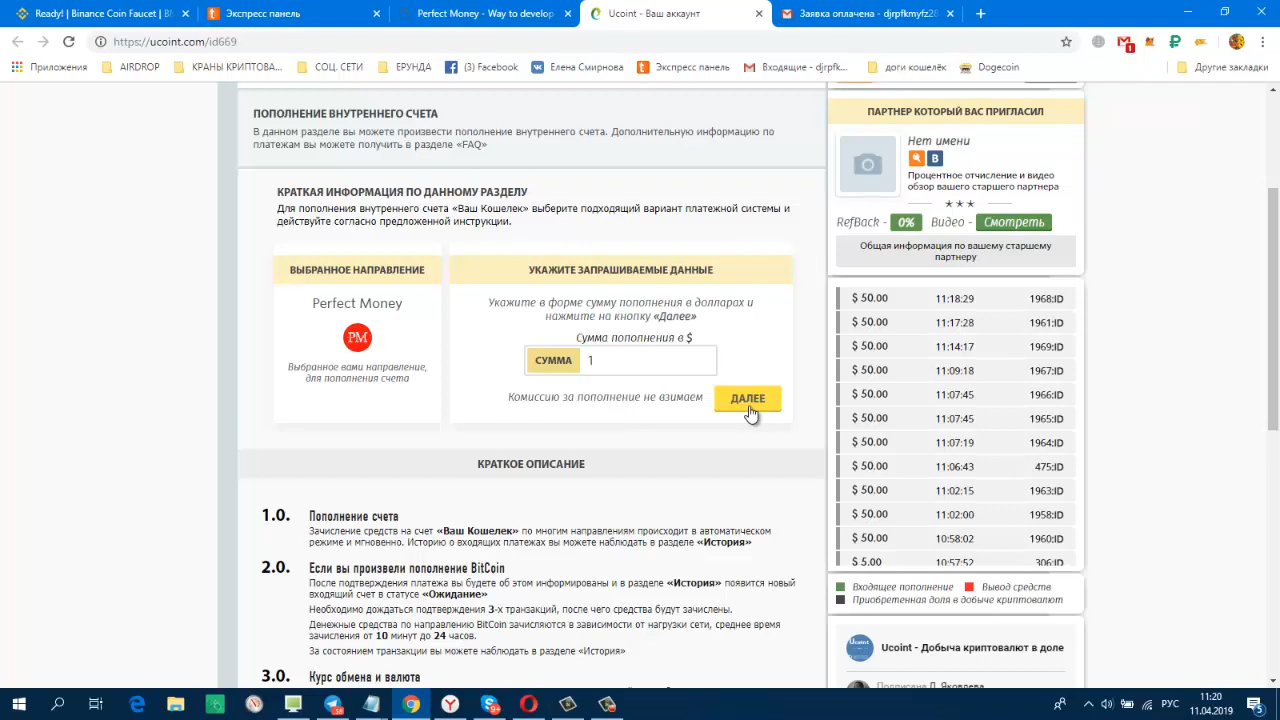 Ready! | Binance Coin Faucet | BN
Экспресс панель
Perfect Money - Way to develop
Ucoint - Ваш аккаунт
Заявка оплачена - djrpfkmyfz28
https://ucoint.com/id669
Приложения
AIRDROP
КРАНЫ КРИПТОВА...
СОЦ. СЕТИ
ЕРУНДА
(3) Facebook
Елена Смирнова
Экспресс панель
Входящие - djrpfk...
доги кошелёк
Dogecoin
Другие закладки
ПОПОЛНЕНИЕ ВНУТРЕННЕГО СЧЕТА
В данном разделе вы можете произвести пополнение внутреннего счета. Дополнительную информацию по
платежам вы можете получить в разделе «FAQ»
КРАТКАЯ ИНФОРМАЦИЯ ПО ДАННОМУ РАЗДЕЛУ
Для пополнения внутреннего счета «Ваш Кошелек» выберите подходящий вариант платежной системы и
действуйте согласно предложенной инструкции.
ВЫБРАННОЕ НАПРАВЛЕНИЕ
Perfect Money
PM
Выбранное вами направление,
для пополнения счета
УКАЖИТЕ ЗАПРАШИВАЕМЫЕ ДАННЫЕ
Укажите в форме сумму пополнения в долларах и
нажмите на кнопку «Далее»
Сумма пополнения в $
СУММА 1
Комиссию за пополнение не взимаем
ДАЛЕЕ
КРАТКОЕ ОПИСАНИЕ
1.0. Пополнение счета
Зачисление средств на счет «Ваш Кошелек» по многим направлениям происходит в автоматическом
режиме и мгновенно. Историю о входящих платежах вы можете наблюдать в разделе «История»
2.0. Если вы произвели пополнение BitCoin
После подтверждения платежа вы будете об этом информированы и в разделе «История» появится новый
входящий счет в статусе «Ожидание»
Необходимо дождаться подтверждения 3-х транзакций, после чего средства будут зачислены.
Денежные средства по направлению BitCoin зачисляются в зависимости от нагрузки сети, среднее время
зачисления от 10 минут до 24 часов.
За состоянием транзакции вы можете наблюдать в разделе «История»
3.0. Курс обмена и валюта
ПАРТНЕР КОТОРЫЙ ВАС ПРИГЛАСИЛ
Нет имени
Процентное отчисление и видео
обзор вашего старшего партнера
RefBack - 0% Видео - Смотреть
Общая информация по вашему старшему
партнеру
$ 50.00 11:18:29 1968:ID
$ 50.00 11:17:28 1961:ID
$ 50.00 11:14:17 1969:ID
$ 50.00 11:09:18 1967:ID
$ 50.00 11:07:45 1966:ID
$ 50.00 11:07:45 1965:ID
$ 50.00 11:07:19 1964:ID
$ 50.00 11:06:43 475:ID
$ 50.00 11:02:15 1963:ID
$ 50.00 11:02:00 1958:ID
$ 50.00 10:58:02 1960:ID
$ 5.00 10:57:52 306:ID
Входящее пополнение Вывод средств
Приобретенная доля в добыче криптовалют
Ucoint - Добыча криптовалют в доле
Подписана Л. Яковлева
РУС
11:20
11.04.2019